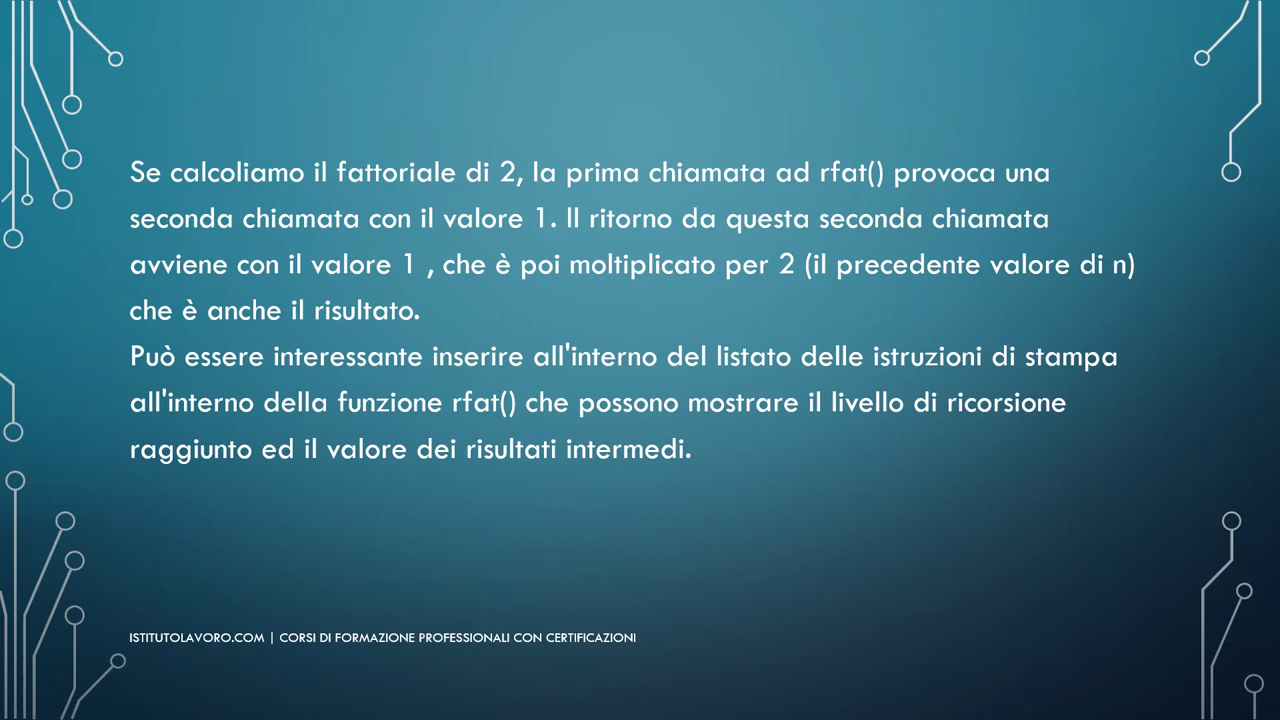 Se calcoliamo il fattoriale di 2, la prima chiamata ad rfat() provoca una
seconda chiamata con il valore 1. Il ritorno da questa seconda chiamata
avviene con il valore 1 , che è poi moltiplicato per 2 (il precedente valore di n)
che è anche il risultato.
Può essere interessante inserire all'interno del listato delle istruzioni di stampa
all'interno della funzione rfat() che possono mostrare il livello di ricorsione
raggiunto ed il valore dei risultati intermedi.
ISTITUTOLAVORO.COM | CORSI DI FORMAZIONE PROFESSIONALI CON CERTIFICAZIONI